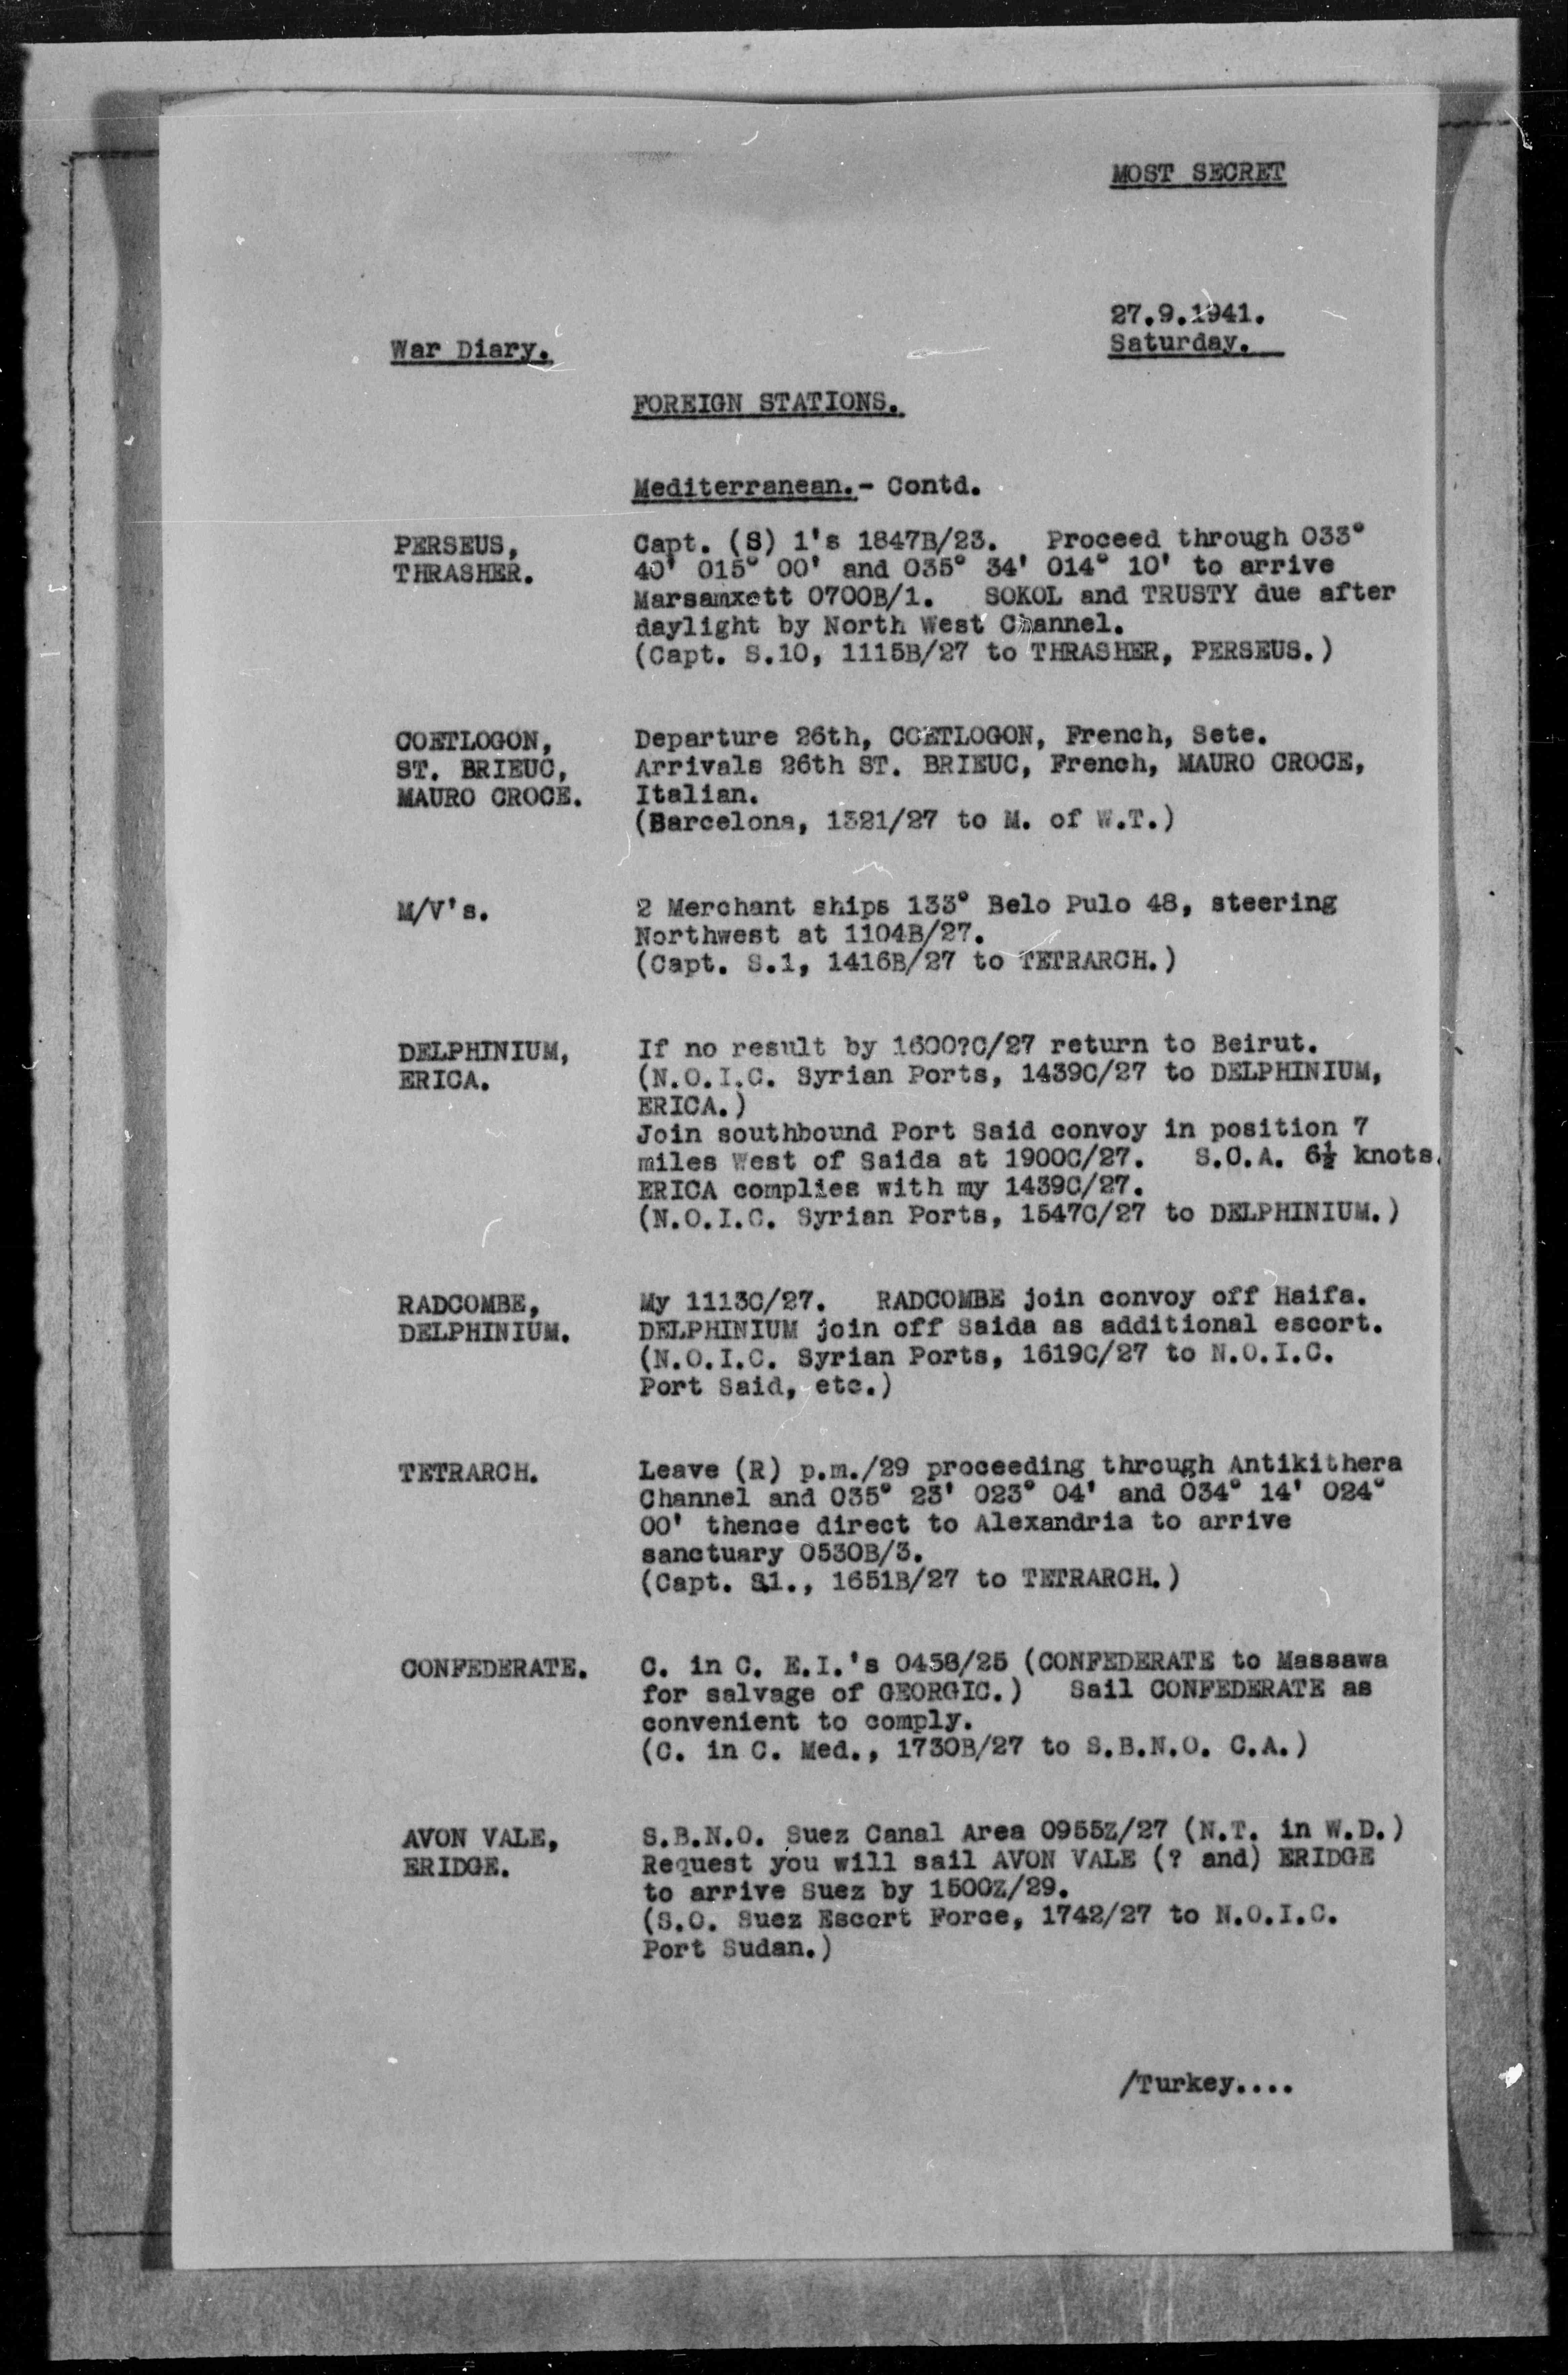 MOST SECRET
27.9.1941.
War Diary.
Saturday.
FOREIGN STATIONS.
Mediterranean.- Contd.
PERSEUS,
THRASHER.
Capt. (S) 1's 1847B/23. Proceed through 033°
40' 015° 00' and 035° 34' 014° 10' to arrive
Marsamxett 0700B/1. SOKOL and TRUSTY due after
daylight by North West Channel.
(Capt. S.10, 1115B/27 to THRASHER, PERSEUS.)
COETLOGON,
ST. BRIEUC,
MAURO CROCE.
Departure 26th, COETLOGON, French, Sete.
Arrivals 26th ST. BRIEUC, French, MAURO CROCE,
Italian.
(Barcelona, 1321/27 to M. of W.T.)
M/V's.
2 Merchant ships 133° Belo Pulo 48, steering
Northwest at 1104B/27.
(Capt. S.1, 1416B/27 to TETRARCH.)
DELPHINIUM,
ERICA.
If no result by 1600?C/27 return to Beirut.
(N.O.I.C. Syrian Ports, 1439C/27 to DELPHINIUM,
ERICA.)
Join southbound Port Said convoy in position 7
miles West of Saida at 1900C/27. S.O.A. 6½ knots.
ERICA complies with my 1439C/27.
(N.O.I.C. Syrian Ports, 1547C/27 to DELPHINIUM.)
RADCOMBE,
DELPHINIUM.
My 1113C/27. RADCOMBE join convoy off Haifa.
DELPHINIUM join off Saida as additional escort.
(N.O.I.C. Syrian Ports, 1619C/27 to N.O.I.C.
Port Said, etc.)
TETRARCH.
Leave (R) p.m./29 proceeding through Antikithera
Channel and 035° 23' 023° 04' and 034° 14' 024°
00' thence direct to Alexandria to arrive
sanctuary 0530B/3.
(Capt. S1., 1651B/27 to TETRARCH.)
CONFEDERATE.
C. in C. E.I.'s 0458/25 (CONFEDERATE to Massawa
for salvage of GEORGIC.) Sail CONFEDERATE as
convenient to comply.
(C. in C. Med., 1730B/27 to S.B.N.O. C.A.)
AVON VALE,
ERIDGE.
S.B.N.O. Suez Canal Area 0955Z/27 (N.T. in W.D.)
Request you will sail AVON VALE (? and) ERIDGE
to arrive Suez by 1500Z/29.
(S.O. Suez Escort Force, 1742/27 to N.O.I.C.
Port Sudan.)
/Turkey....